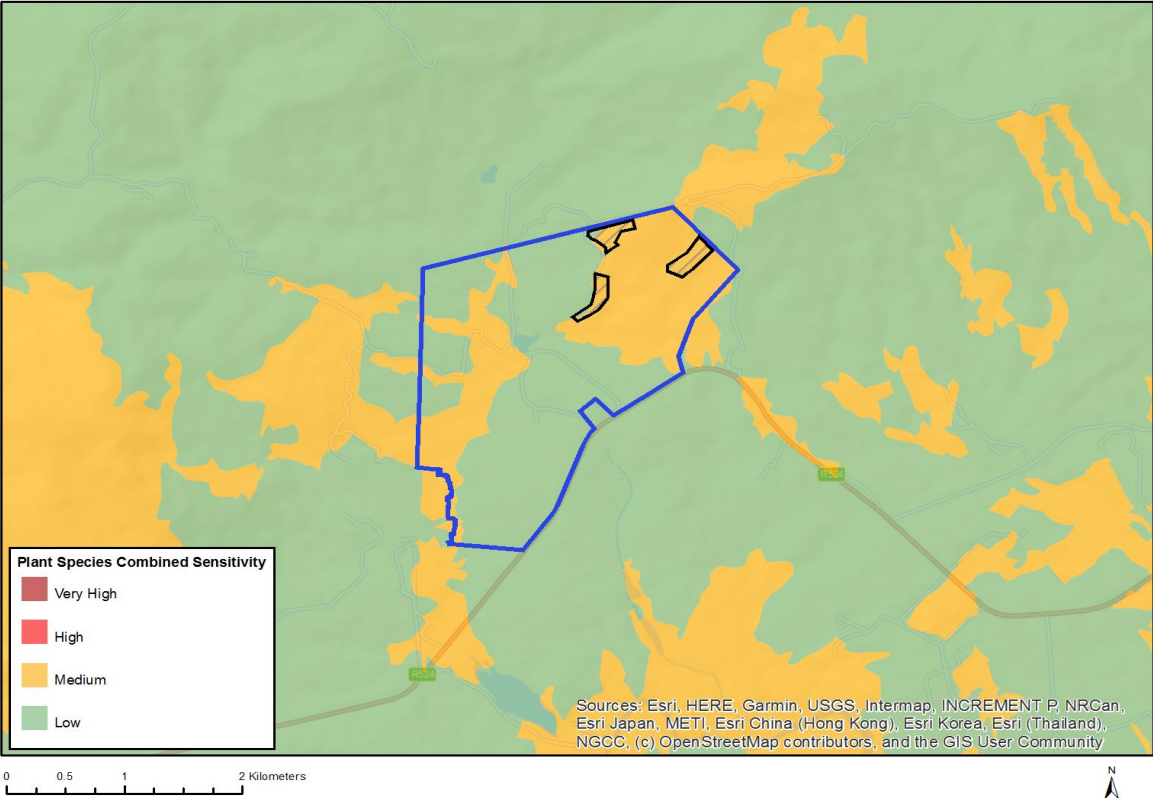 R524
Plant Species Combined Sensitivity
Very High
High
Medium
Low
R524
Sources: Esri, HERE, Garmin, USGS, Intermap, INCREMENT P, NRCan,
Esri Japan, METI, Esri China (Hong Kong), Esri Korea, Esri (Thailand),
NGCC, (c) OpenStreetMap contributors, and the GIS User Community
0 0.5 1 2 Kilometers
N